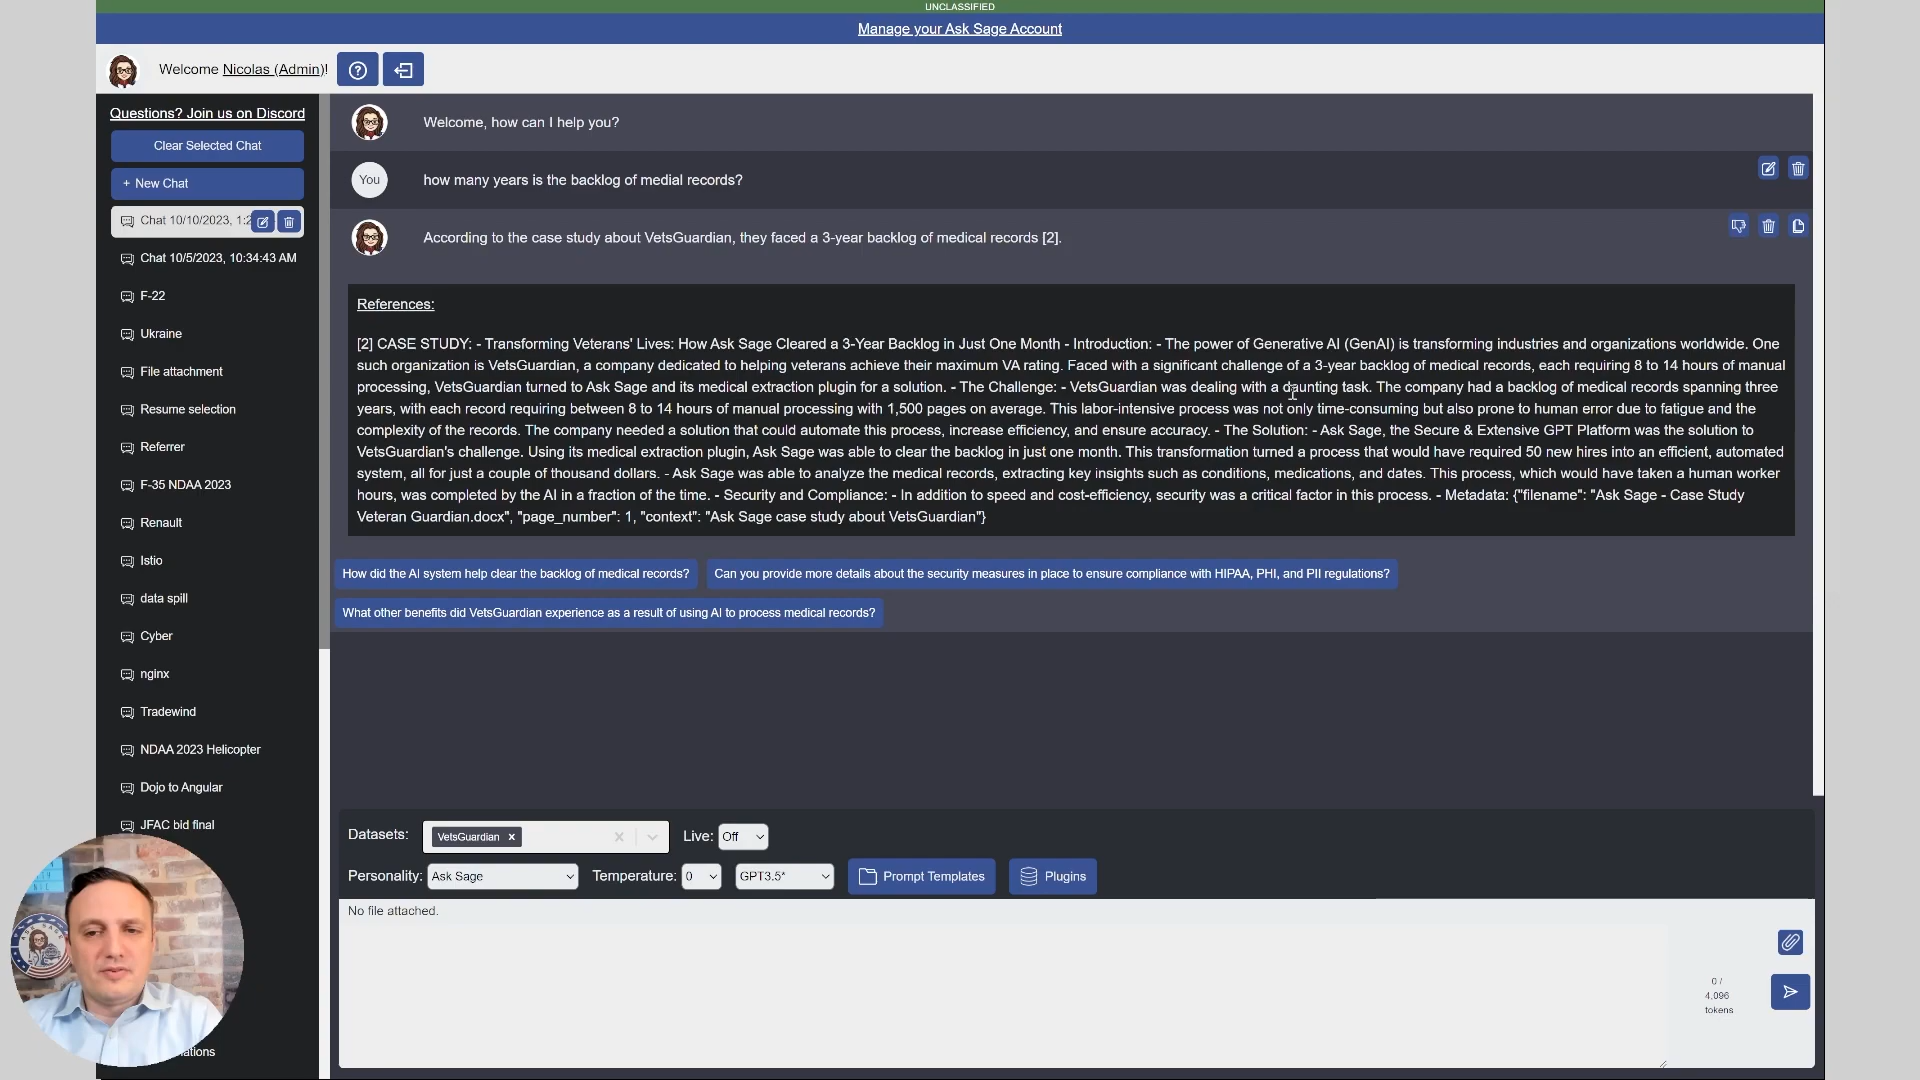 UNCLASSIFIED
Manage your Ask Sage Account
Welcome Nicolas (Admin)!
Questions? Join us on Discord
Clear Selected Chat
+ New Chat
Chat 10/10/2023, 1:2
Chat 10/5/2023, 10:34:43 AM
F-22
Ukraine
File attachment
Resume selection
Referrer
F-35 NDAA 2023
Renault
Istio
data spill
Cyber
nginx
Tradewind
NDAA 2023 Helicopter
Dojo to Angular
JFAC bid final
Welcome, how can I help you?
You
how many years is the backlog of medial records?
According to the case study about VetsGuardian, they faced a 3-year backlog of medical records [2].
References:
[2] CASE STUDY: - Transforming Veterans' Lives: How Ask Sage Cleared a 3-Year Backlog in Just One Month - Introduction: - The power of Generative AI (GenAI) is transforming industries and organizations worldwide. One
such organization is VetsGuardian, a company dedicated to helping veterans achieve their maximum VA rating. Faced with a significant challenge of a 3-year backlog of medical records, each requiring 8 to 14 hours of manual
processing, VetsGuardian turned to Ask Sage and its medical extraction plugin for a solution. - The Challenge: - VetsGuardian was dealing with a daunting task. The company had a backlog of medical records spanning three
years, with each record requiring between 8 to 14 hours of manual processing with 1,500 pages on average. This labor-intensive process was not only time-consuming but also prone to human error due to fatigue and the
complexity of the records. The company needed a solution that could automate this process, increase efficiency, and ensure accuracy. - The Solution: - Ask Sage, the Secure & Extensive GPT Platform was the solution to
VetsGuardian's challenge. Using its medical extraction plugin, Ask Sage was able to clear the backlog in just one month. This transformation turned a process that would have required 50 new hires into an efficient, automated
system, all for just a couple of thousand dollars. - Ask Sage was able to analyze the medical records, extracting key insights such as conditions, medications, and dates. This process, which would have taken a human worker
hours, was completed by the AI in a fraction of the time. - Security and Compliance: - In addition to speed and cost-efficiency, security was a critical factor in this process. - Metadata: {"filename": "Ask Sage - Case Study
Veteran Guardian.docx", "page_number": 1, "context": "Ask Sage case study about VetsGuardian"}
How did the AI system help clear the backlog of medical records?
Can you provide more details about the security measures in place to ensure compliance with HIPAA, PHI, and PII regulations?
What other benefits did VetsGuardian experience as a result of using AI to process medical records?
Datasets: VetsGuardian × Live: Off
Personality: Ask Sage Temperature: 0 GPT3.5* Prompt Templates Plugins
No file attached.
0 /
4,096
tokens